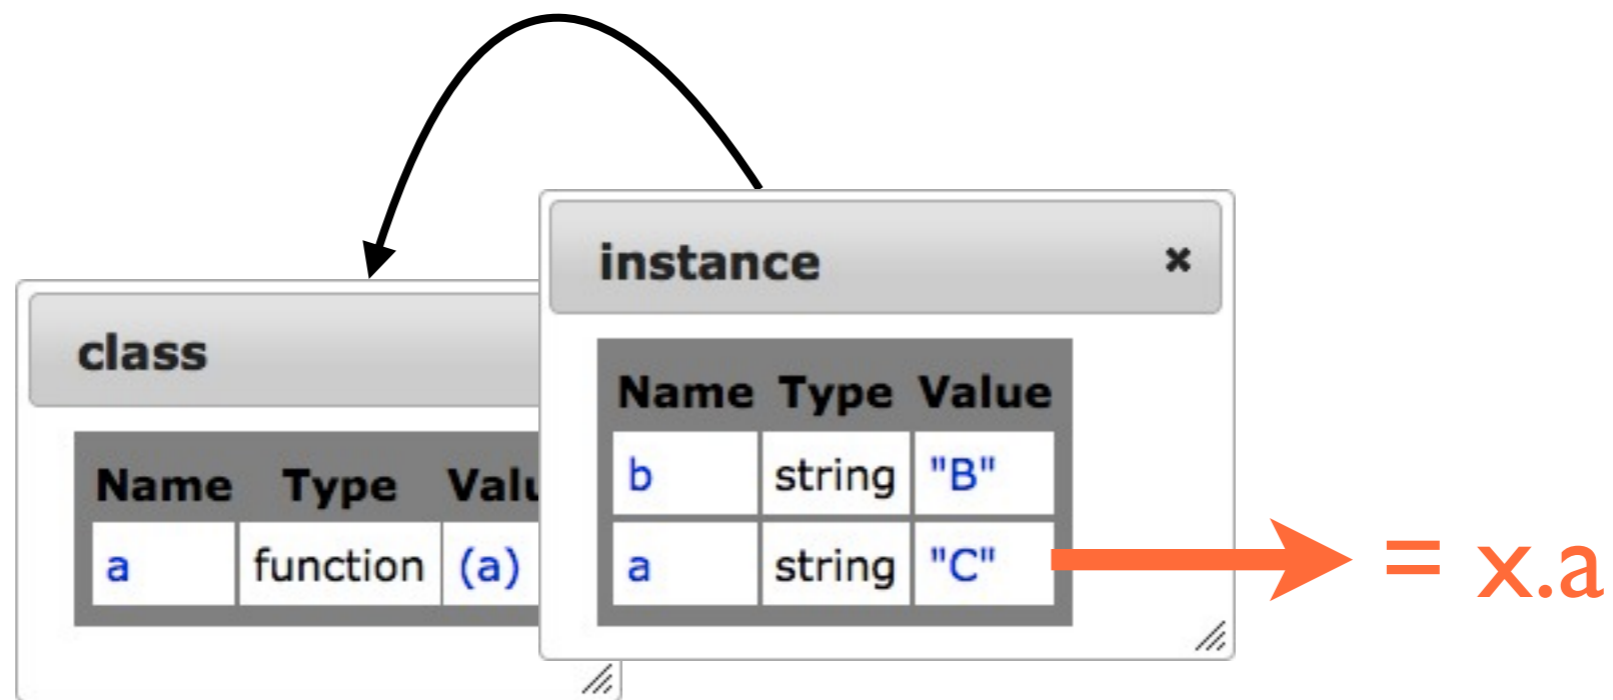 class
Name Type
a function (a)
instance
Name Type Value
b string "B"
a string "C"
= x.a